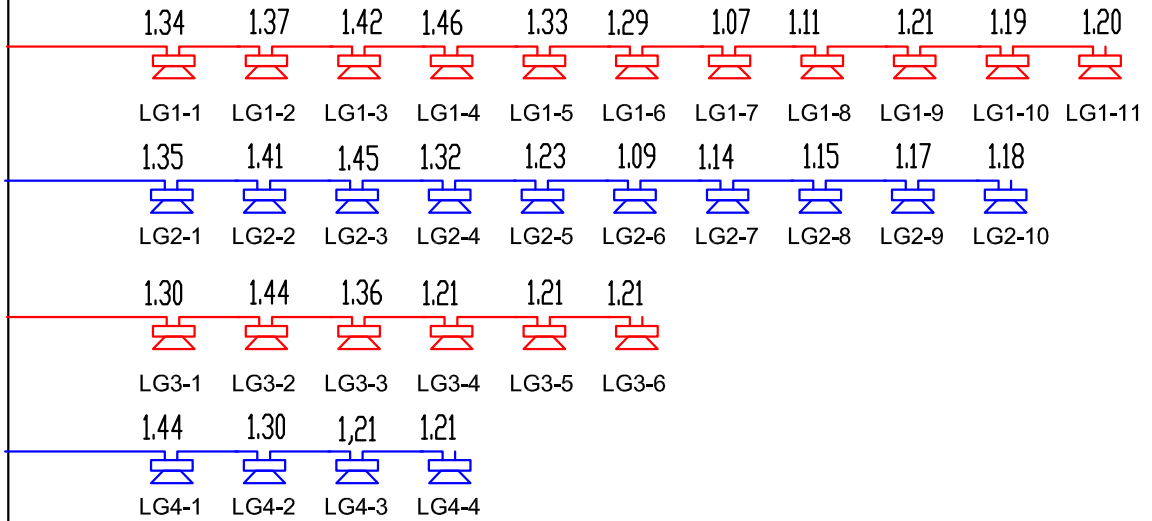 1.34 1.37 1.42 1.46 1.33 1.29 1.07 1.11 1.21 1.19 1.20
LG1-1 LG1-2 LG1-3 LG1-4 LG1-5 LG1-6 LG1-7 LG1-8 LG1-9 LG1-10 LG1-11
1.35 1.41 1.45 1.32 1.23 1.09 1.14 1.15 1.17 1.18
LG2-1 LG2-2 LG2-3 LG2-4 LG2-5 LG2-6 LG2-7 LG2-8 LG2-9 LG2-10
1.30 1.44 1.36 1.21 1.21 1.21
LG3-1 LG3-2 LG3-3 LG3-4 LG3-5 LG3-6
1.44 1.30 1,21 1.21
LG4-1 LG4-2 LG4-3 LG4-4